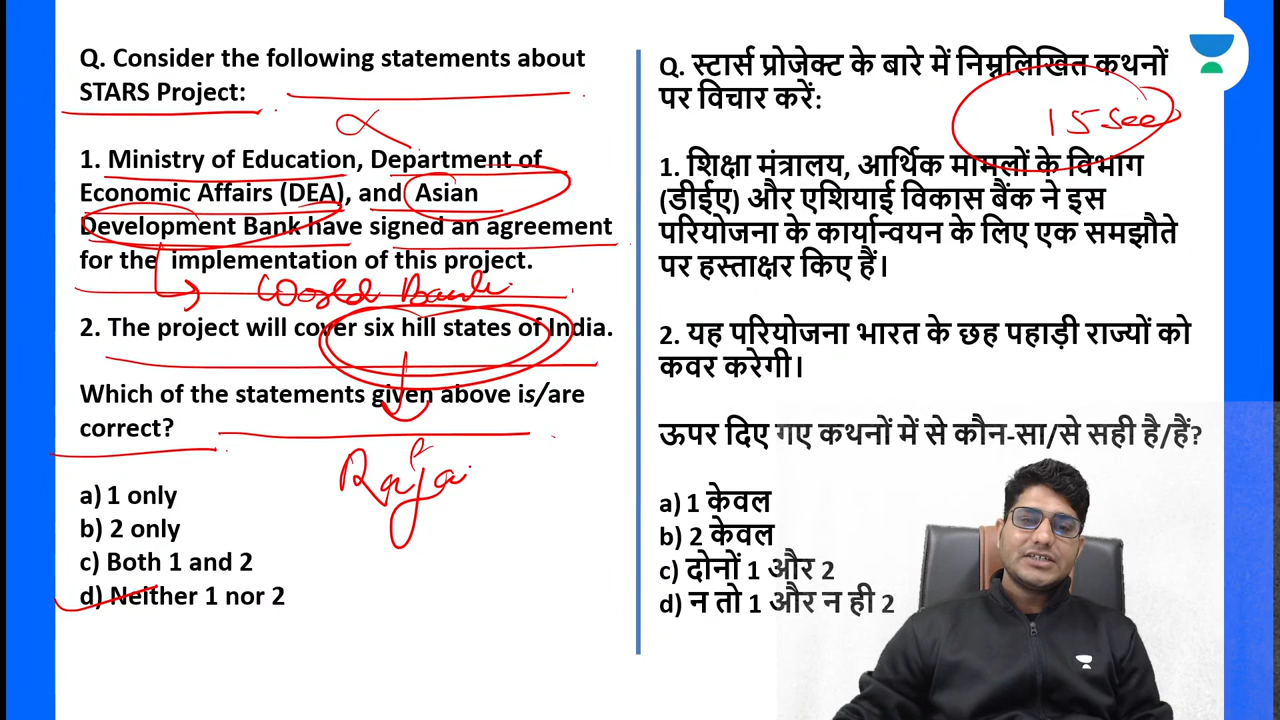 Q. Consider the following statements about
STARS Project:
1. Ministry of Education, Department of
Economic Affairs (DEA), and Asian
Development Bank have signed an agreement
for the implementation of this project.
World Bank
2. The project will cover six hill states of India.
Which of the statements given above is/are
correct?
Raja
a) 1 only
b) 2 only
c) Both 1 and 2
d) Neither 1 nor 2
Q. स्टार्स प्रोजेक्ट के बारे में निम्नलिखित कथनों
पर विचार करें:
15 See
1. शिक्षा मंत्रालय, आर्थिक मामलों के विभाग
(डीईए) और एशियाई विकास बैंक ने इस
परियोजना के कार्यान्वयन के लिए एक समझौते
पर हस्ताक्षर किए हैं।
2. यह परियोजना भारत के छह पहाड़ी राज्यों को
कवर करेगी।
ऊपर दिए गए कथनों में से कौन-सा/से सही है/हैं?
a) 1 केवल
b) 2 केवल
c) दोनों 1 और 2
d) न तो 1 और न ही 2